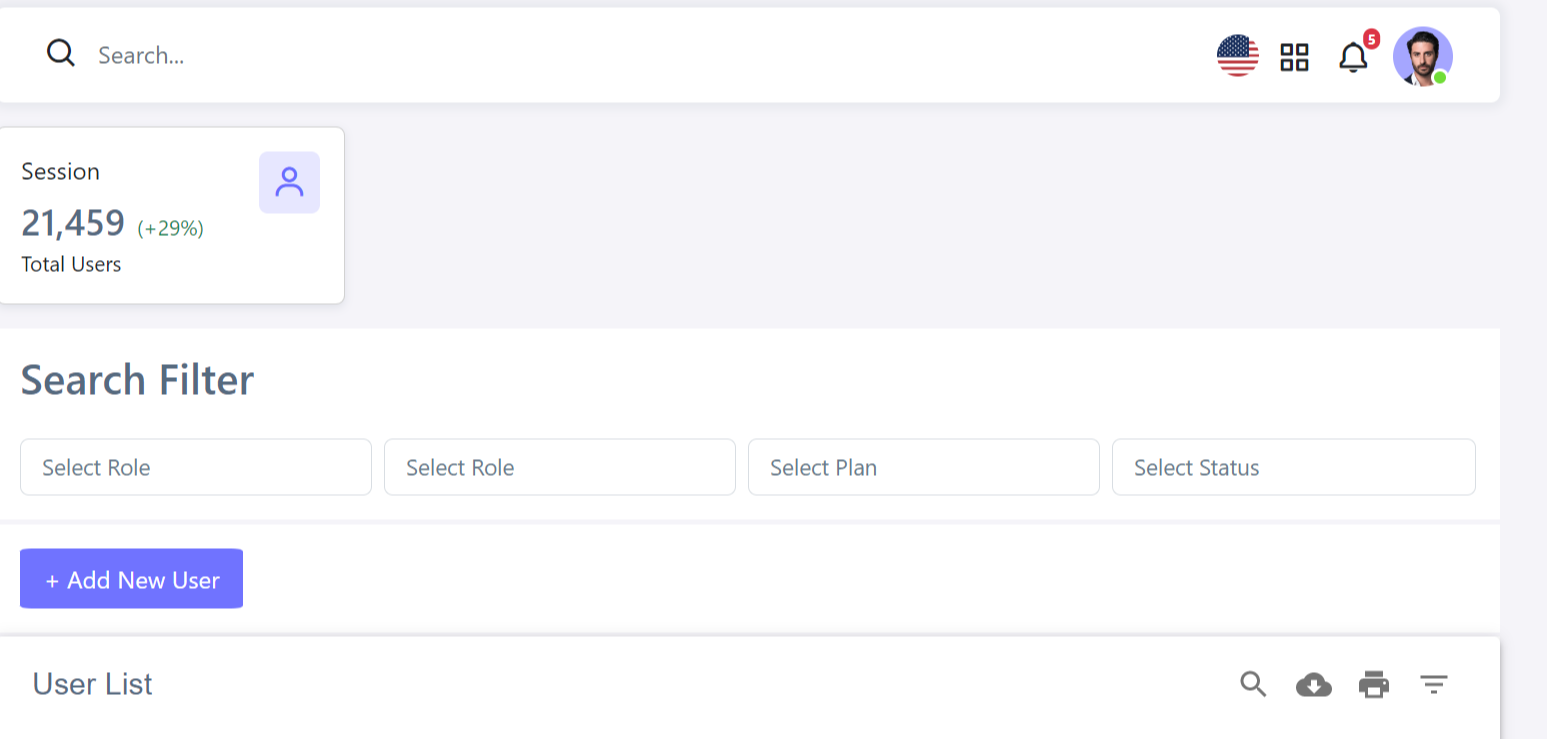 Search...
5
Session
21,459 (+29%)
Total Users
Search Filter
Select Role Select Role Select Plan Select Status
+ Add New User
User List